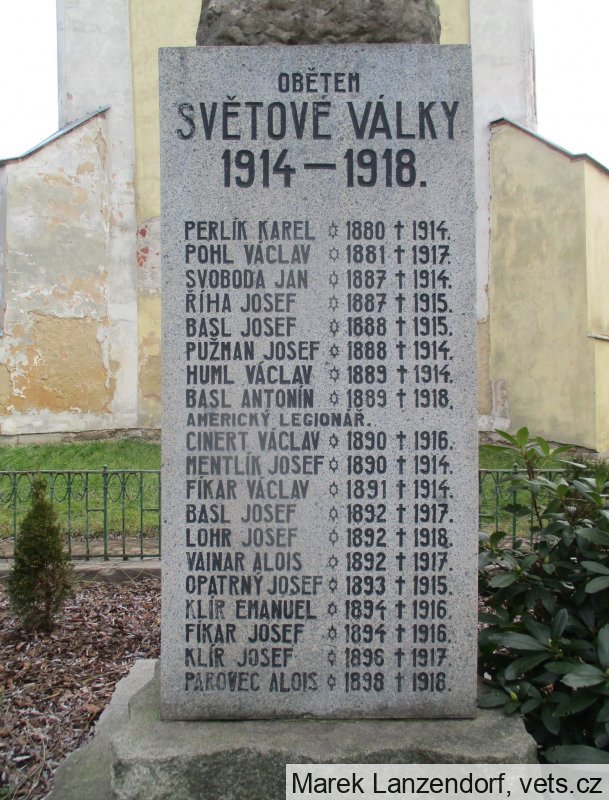 OBĚTEM
SVĚTOVÉ VÁLKY
1914 — 1918.
PERLÍK KAREL ✡ 1880 † 1914.
POHL VÁCLAV ✡ 1881 † 1917.
SVOBODA JAN ✡ 1887 † 1914.
ŘÍHA JOSEF ✡ 1887 † 1915.
BASL JOSEF ✡ 1888 † 1915.
PUŽMAN JOSEF ✡ 1888 † 1914.
HUML VÁCLAV ✡ 1889 † 1914.
BASL ANTONÍN ✡ 1889 † 1918.
AMERICKÝ LEGIONÁŘ.
CINERT VÁCLAV ✡ 1890 † 1916.
MENTLÍK JOSEF ✡ 1890 † 1914.
FÍKAR VÁCLAV ✡ 1891 † 1914.
BASL JOSEF ✡ 1892 † 1917.
LOHR JOSEF ✡ 1892 † 1918.
VAINAR ALOIS ✡ 1892 † 1917.
OPATRNÝ JOSEF ✡ 1893 † 1915.
KLÍR EMANUEL ✡ 1894 † 1916.
FÍKAR JOSEF ✡ 1894 † 1916.
KLÍR JOSEF ✡ 1896 † 1917.
PAROVEC ALOIS ✡ 1898 † 1918.
Marek Lanzendorf, vets.cz